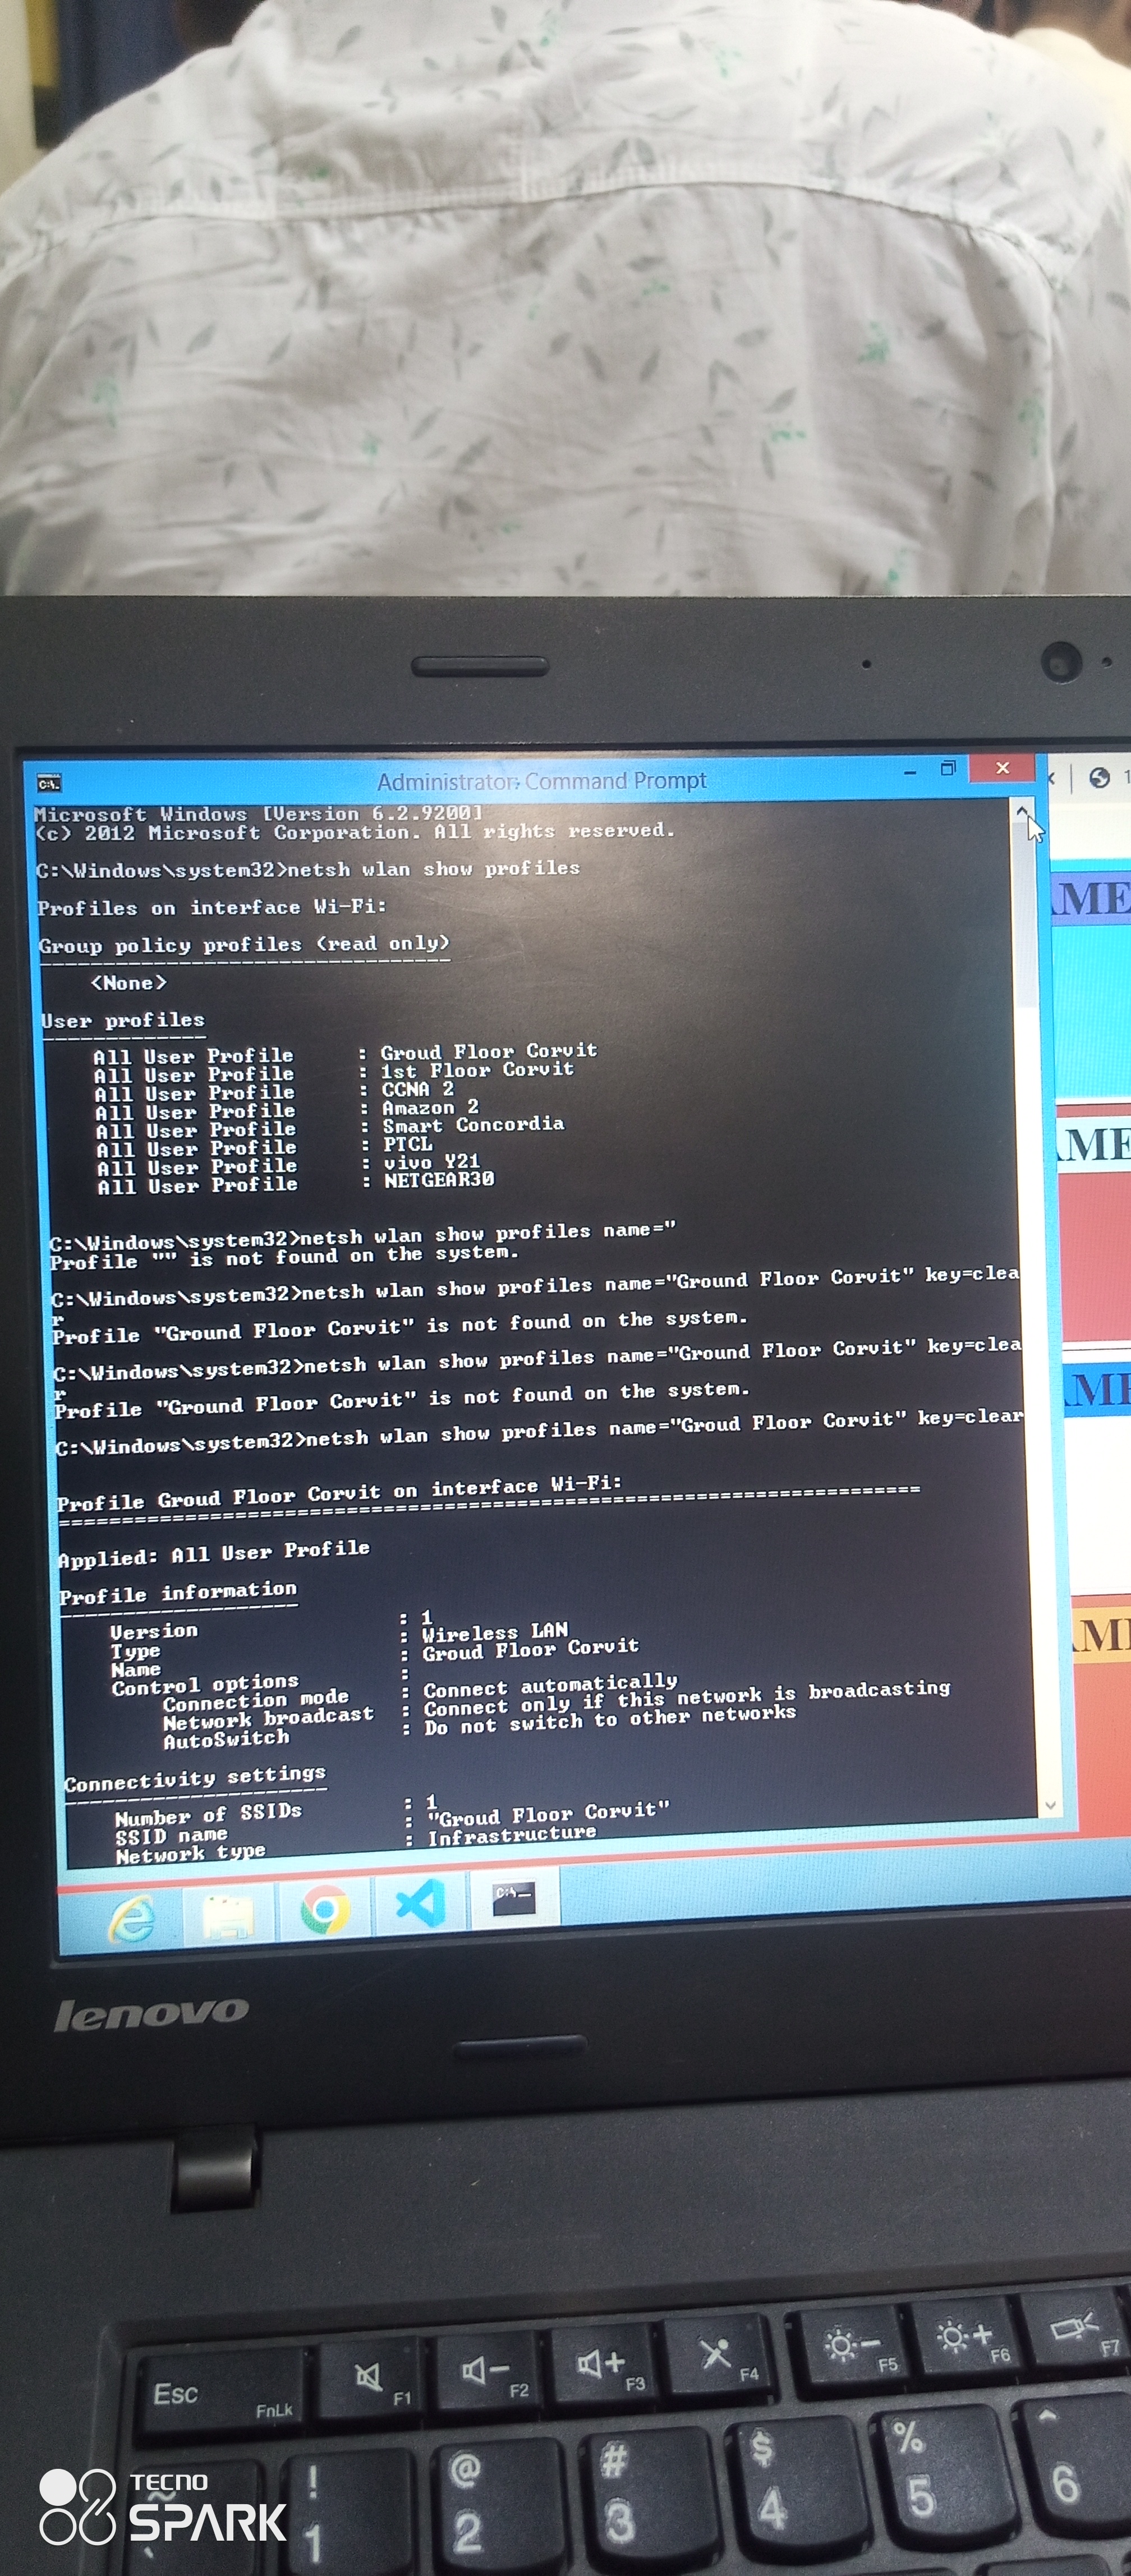 Administrator: Command Prompt
Microsoft Windows [Version 6.2.9200]
(c) 2012 Microsoft Corporation. All rights reserved.
C:\Windows\system32>netsh wlan show profiles
Profiles on interface Wi-Fi:
Group policy profiles (read only)
---------------------------------
<None>
User profiles
-------------
All User Profile : Groud Floor Corvit
All User Profile : 1st Floor Corvit
All User Profile : CCNA 2
All User Profile : Amazon 2
All User Profile : Smart Concordia
All User Profile : PTCL
All User Profile : vivo Y21
All User Profile : NETGEAR30
C:\Windows\system32>netsh wlan show profiles name="
Profile "" is not found on the system.
C:\Windows\system32>netsh wlan show profiles name="Ground Floor Corvit" key=clea
r
Profile "Ground Floor Corvit" is not found on the system.
C:\Windows\system32>netsh wlan show profiles name="Ground Floor Corvit" key=clea
r
Profile "Ground Floor Corvit" is not found on the system.
C:\Windows\system32>netsh wlan show profiles name="Groud Floor Corvit" key=clear
Profile Groud Floor Corvit on interface Wi-Fi:
=======================================================================
Applied: All User Profile
Profile information
-------------------
Version : 1
Type : Wireless LAN
Name : Groud Floor Corvit
Control options :
Connection mode : Connect automatically
Network broadcast : Connect only if this network is broadcasting
AutoSwitch : Do not switch to other networks
Connectivity settings
---------------------
Number of SSIDs : 1
SSID name : "Groud Floor Corvit"
Network type : Infrastructure
1
AME
AME
AME
AME
C:\_
lenovo
Esc FnLk
F1
F2
F3
F4
F5
F6
F7
~ `
! 1
@ 2
# 3
$ 4
% 5
^ 6
TECNO
SPARK